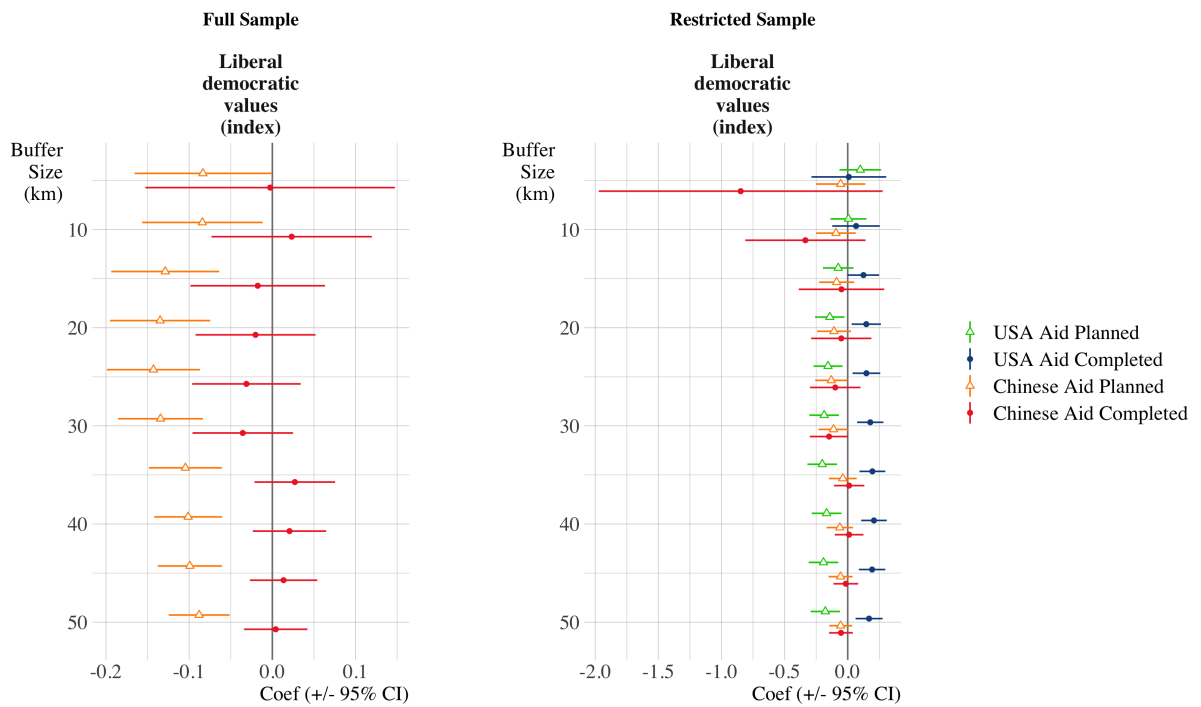 Full Sample
Liberal
democratic
values
(index)
Buffer
Size
(km)
10
20
30
40
50
-0.2
-0.1
0.0
0.1
Coef (+/- 95% CI)
Restricted Sample
Liberal
democratic
values
(index)
Buffer
Size
(km)
10
20
30
40
50
-2.0
-1.5
-1.0
-0.5
0.0
Coef (+/- 95% CI)
USA Aid Planned
USA Aid Completed
Chinese Aid Planned
Chinese Aid Completed